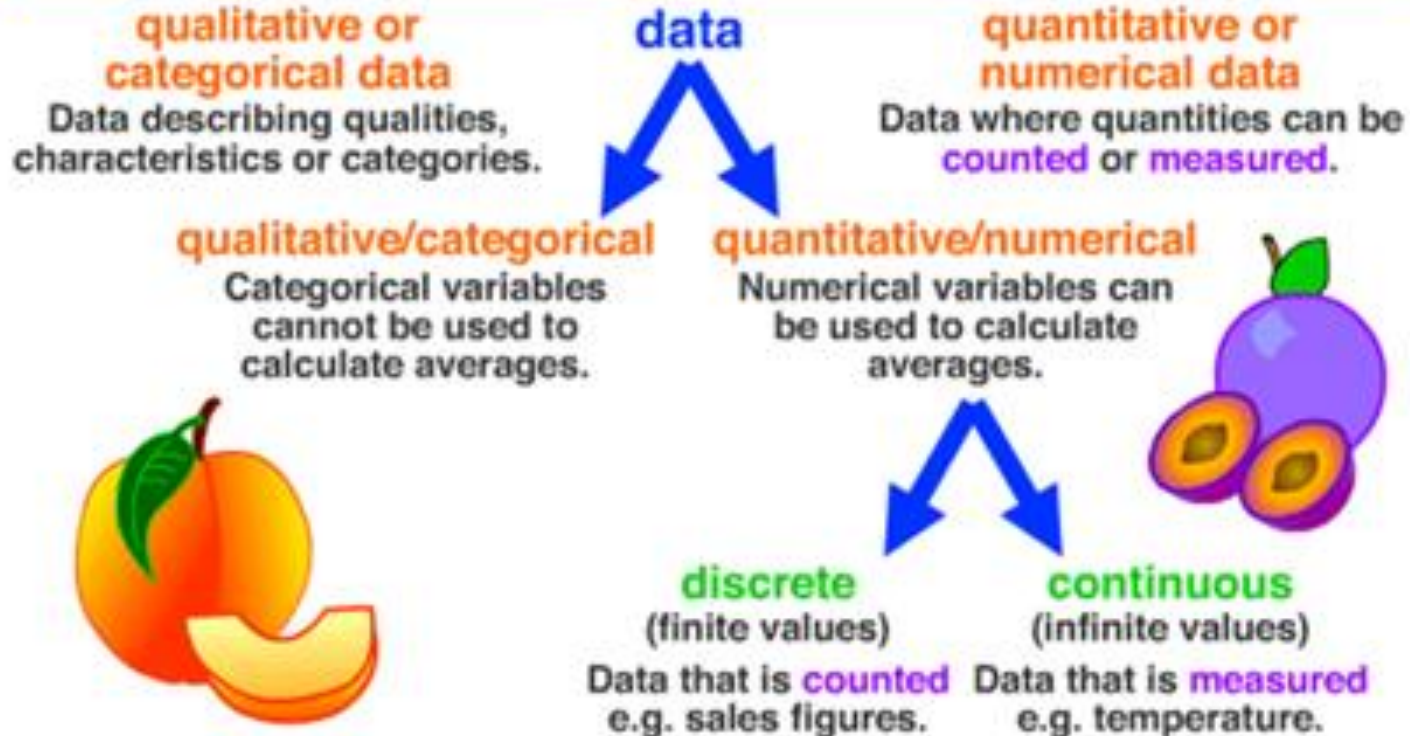 qualitative or
categorical data
Data describing qualities,
characteristics or categories.
data
quantitative or
numerical data
Data where quantities can be
counted or measured.
qualitative/categorical
Categorical variables
cannot be used to
calculate averages.
quantitative/numerical
Numerical variables can
be used to calculate
averages.
discrete
(finite values)
Data that is counted
e.g. sales figures.
continuous
(infinite values)
Data that is measured
e.g. temperature.